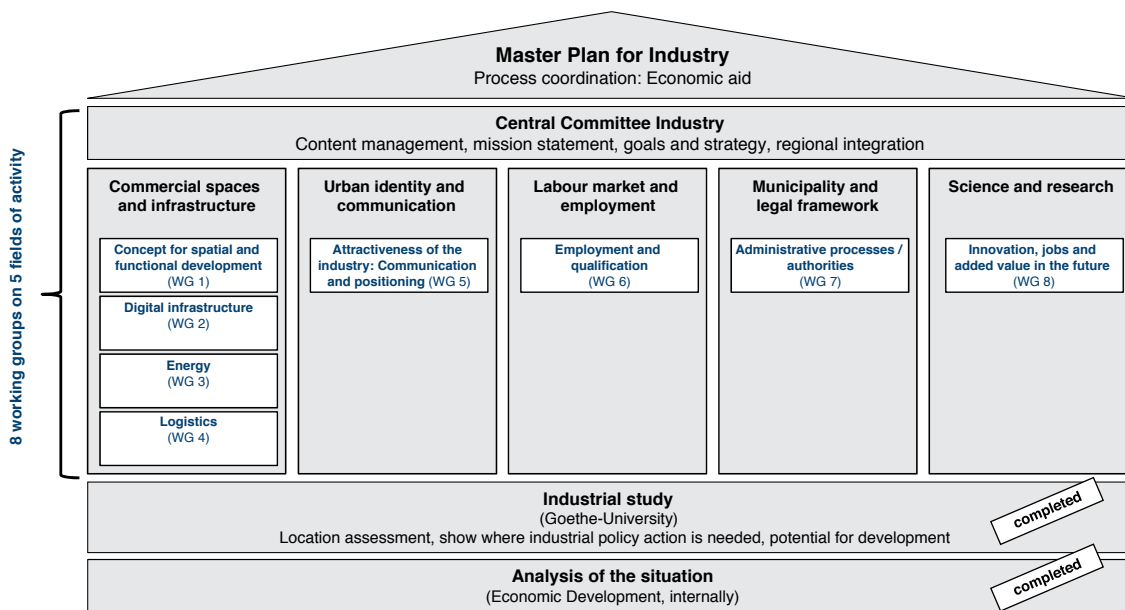 Master Plan for Industry
Process coordination: Economic aid
8 working groups on 5 fields of activity
Central Committee Industry
Content management, mission statement, goals and strategy, regional integration
Commercial spaces
and infrastructure
Concept for spatial and
functional development
(WG 1)
Digital infrastructure
(WG 2)
Energy
(WG 3)
Logistics
(WG 4)
Urban identity and
communication
Attractiveness of the
industry: Communication
and positioning (WG 5)
Labour market and
employment
Employment and
qualification
(WG 6)
Municipality and
legal framework
Administrative processes /
authorities
(WG 7)
Science and research
Innovation, jobs and
added value in the future
(WG 8)
Industrial study
(Goethe-University)
Location assessment, show where industrial policy action is needed, potential for development
completed
Analysis of the situation
(Economic Development, internally)
completed